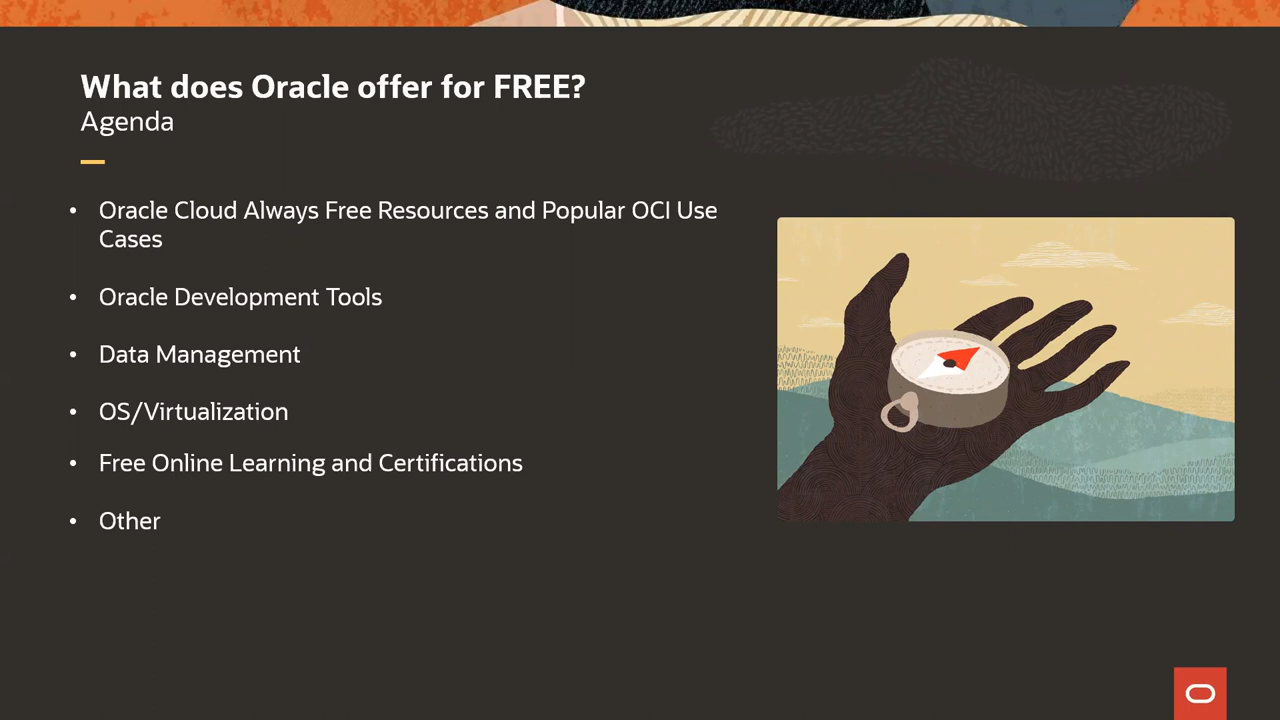 What does Oracle offer for FREE?
Agenda
• Oracle Cloud Always Free Resources and Popular OCI Use
Cases
• Oracle Development Tools
• Data Management
• OS/Virtualization
• Free Online Learning and Certifications
• Other